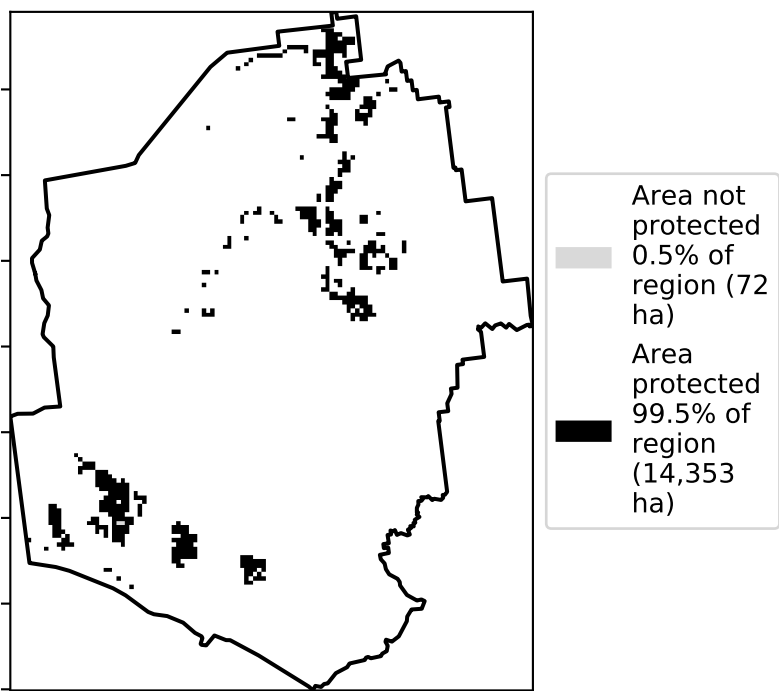 Area not
protected
0.5% of
region (72
ha)
Area
protected
99.5% of
region
(14,353
ha)